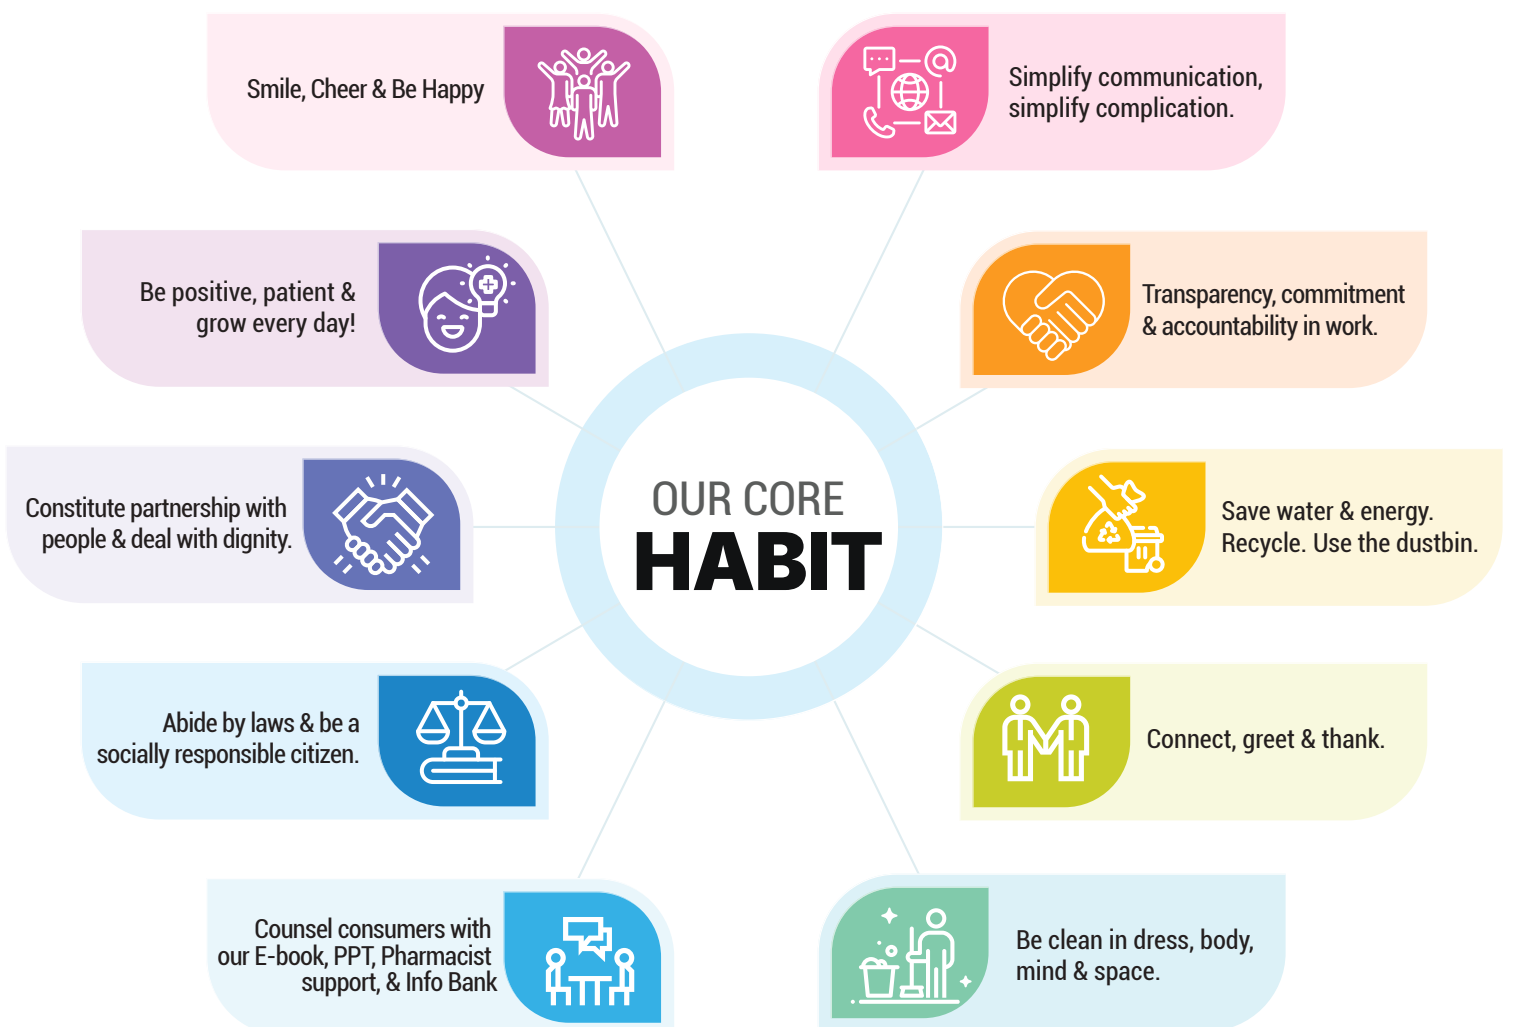 Smile, Cheer & Be Happy
Simplify communication,
simplify complication.
Be positive, patient &
grow every day!
Transparency, commitment
& accountability in work.
OUR CORE
HABIT
Constitute partnership with
people & deal with dignity.
Save water & energy.
Recycle. Use the dustbin.
Abide by laws & be a
socially responsible citizen.
Connect, greet & thank.
Counsel consumers with
our E-book, PPT, Pharmacist
support, & Info Bank
Be clean in dress, body,
mind & space.